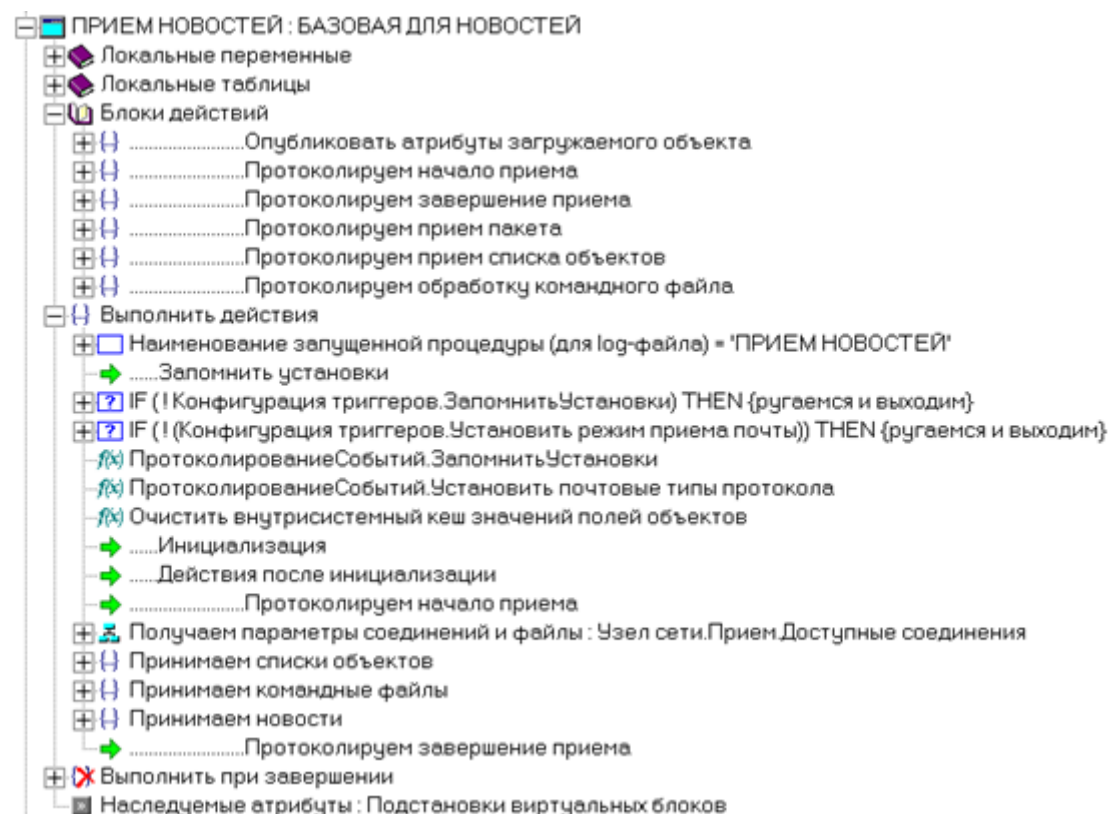 ПРИЕМ НОВОСТЕЙ : БАЗОВАЯ ДЛЯ НОВОСТЕЙ
Локальные переменные
Локальные таблицы
Блоки действий
{·} ........................Опубликовать атрибуты загружаемого объекта
{·} ........................Протоколируем начало приема
{·} ........................Протоколируем завершение приема
{·} ........................Протоколируем прием пакета
{·} ........................Протоколируем прием списка объектов
{·} ........................Протоколируем обработку командного файла
{·} Выполнить действия
Наименование запущенной процедуры (для log-файла) = 'ПРИЕМ НОВОСТЕЙ'
......Запомнить установки
? IF ( ! Конфигурация триггеров.ЗапомнитьУстановки) THEN {ругаемся и выходим}
? IF ( ! (Конфигурация триггеров.Установить режим приема почты)) THEN {ругаемся и выходим}
f(x) ПротоколированиеСобытий.ЗапомнитьУстановки
f(x) ПротоколированиеСобытий.Установить почтовые типы протокола
f(x) Очистить внутрисистемный кеш значений полей объектов
......Инициализация
......Действия после инициализации
........................Протоколируем начало приема
Получаем параметры соединений и файлы : Узел сети.Прием.Доступные соединения
{·} Принимаем списки объектов
{·} Принимаем командные файлы
{·} Принимаем новости
........................Протоколируем завершение приема
Выполнить при завершении
Наследуемые атрибуты : Подстановки виртуальных блоков